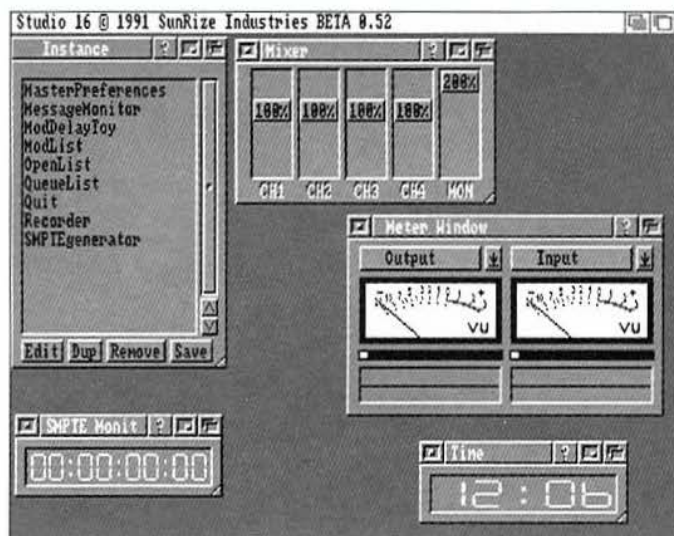 Studio 16 © 1991 SunRize Industries BETA 0.52
Instance ?
MasterPreferences
MessageMonitor
ModDelayToy
ModList
OpenList
QueueList
Quit
Recorder
SMPTEgenerator
Edit Dup Remove Save
Mixer ?
200%
100% 100% 100% 100%
CH1 CH2 CH3 CH4 MON
Meter Window ?
Output Input
VU VU
SMPTE Monit ?
00:00:00:00
Time ?
12:06